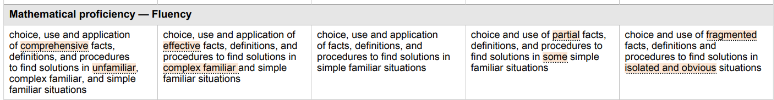 Mathematical proficiency — Fluency
choice, use and application
of comprehensive facts,
definitions, and procedures
to find solutions in unfamiliar,
complex familiar, and simple
familiar situations
choice, use and application of
effective facts, definitions, and
procedures to find solutions in
complex familiar and simple
familiar situations
choice, use and application
of facts, definitions, and
procedures to find solutions in
simple familiar situations
choice and use of partial facts,
definitions, and procedures to
find solutions in some simple
familiar situations
choice and use of fragmented
facts, definitions and
procedures to find solutions in
isolated and obvious situations